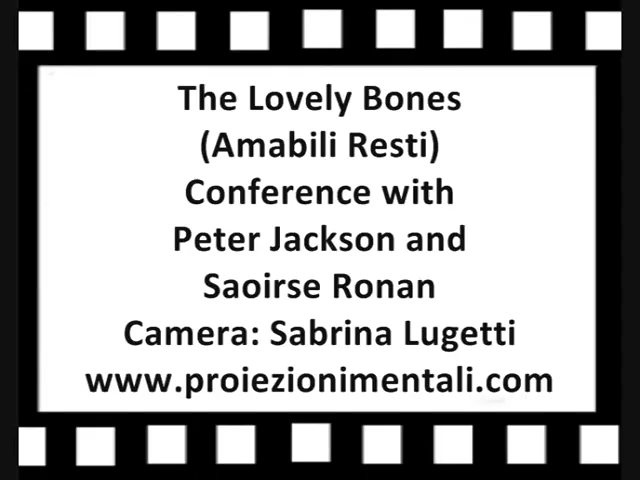 The Lovely Bones
(Amabili Resti)
Conference with
Peter Jackson and
Saoirse Ronan
Camera: Sabrina Lugetti
www.proiezionimentali.com